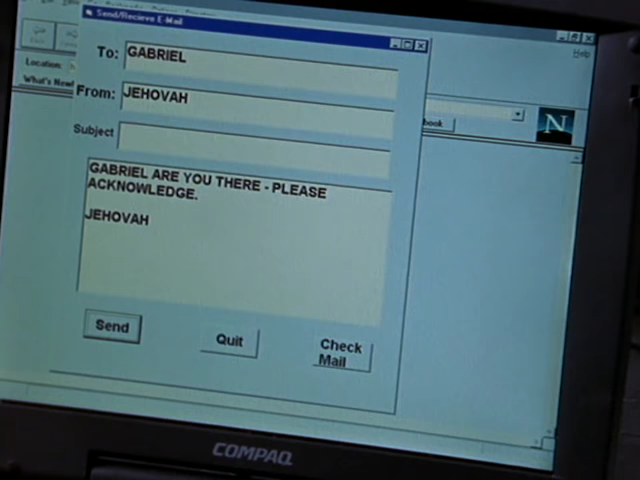 Send/Recieve E-Mail
Help
To: GABRIEL
Location:
What's New!
From: JEHOVAH
book
N
Subject
GABRIEL ARE YOU THERE - PLEASE
ACKNOWLEDGE.
JEHOVAH
Send
Quit
Check
Mail
COMPAQ